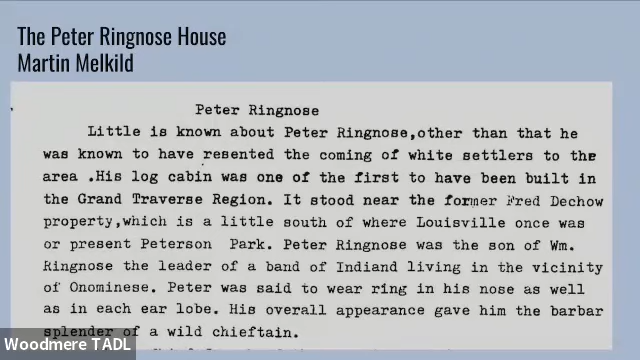 The Peter Ringnose House
Martin Melkild
Peter Ringnose
Little is known about Peter Ringnose,other than that he
was known to have resented the coming of white settlers to the
area .His log cabin was one of the first to have been built in
the Grand Traverse Region. It stood near the former Fred Dechow
property,which is a little south of where Louisville once was
or present Peterson Park. Peter Ringnose was the son of Wm.
Ringnose the leader of a band of Indiand living in the vicinity
of Onominese. Peter was said to wear ring in his nose as well
as in each ear lobe. His overall appearance gave him the barbar
splendor of a wild chieftain.
Woodmere TADL